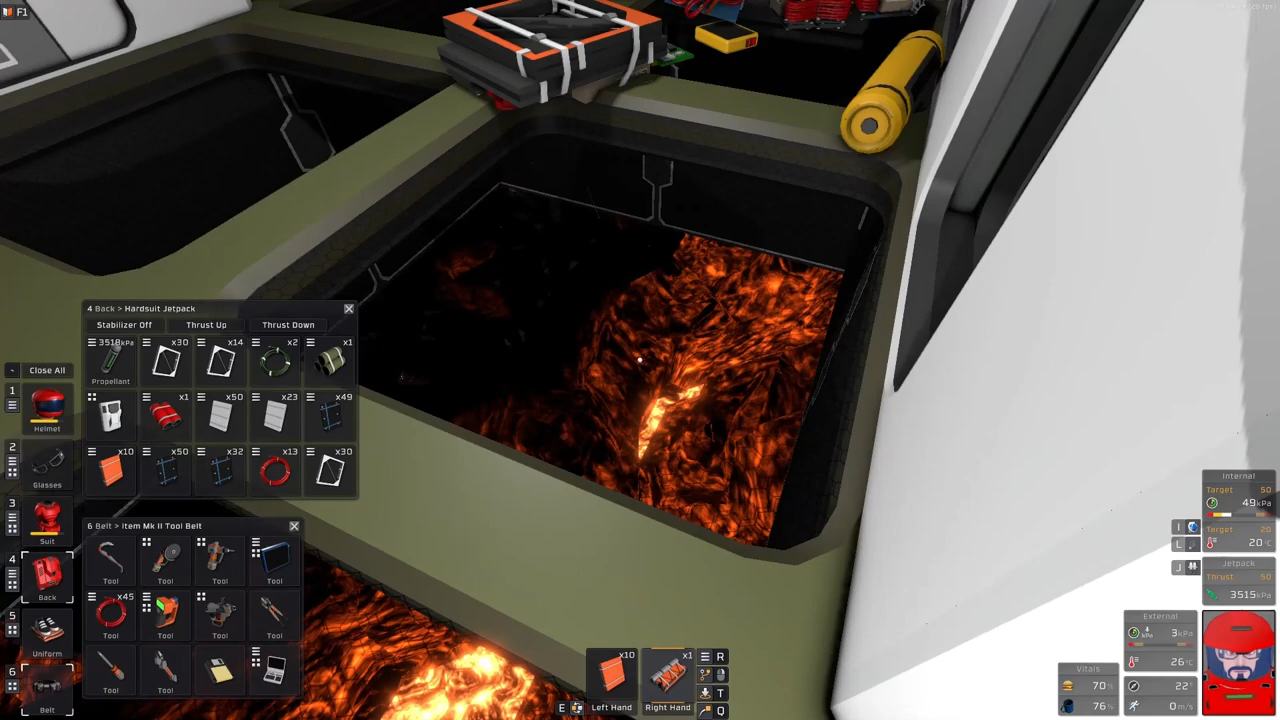 F1
4 Back > Hardsuit Jetpack
Stabilizer Off Thrust Up Thrust Down
3518kPa x30 x14 x2 x1
Propellant
x1 x50 x23 x49
x10 x50 x32 x13 x30
~ Close All
1
Helmet
2
Glasses
3
Suit
4
Back
5
Uniform
6
Belt
6 Belt > Item Mk II Tool Belt
Tool Tool Tool Tool
x45
Tool Tool Tool Tool
Tool Tool
x10 x1 R
T
E Left Hand Right Hand Q
Internal
Target 50
49kPa
Target 20
20°C
I
L
J
Jetpack
Thrust 50
3515kPa
External
kPa 3kPa
26°C
Vitals
70%
76%
22°
0m/s